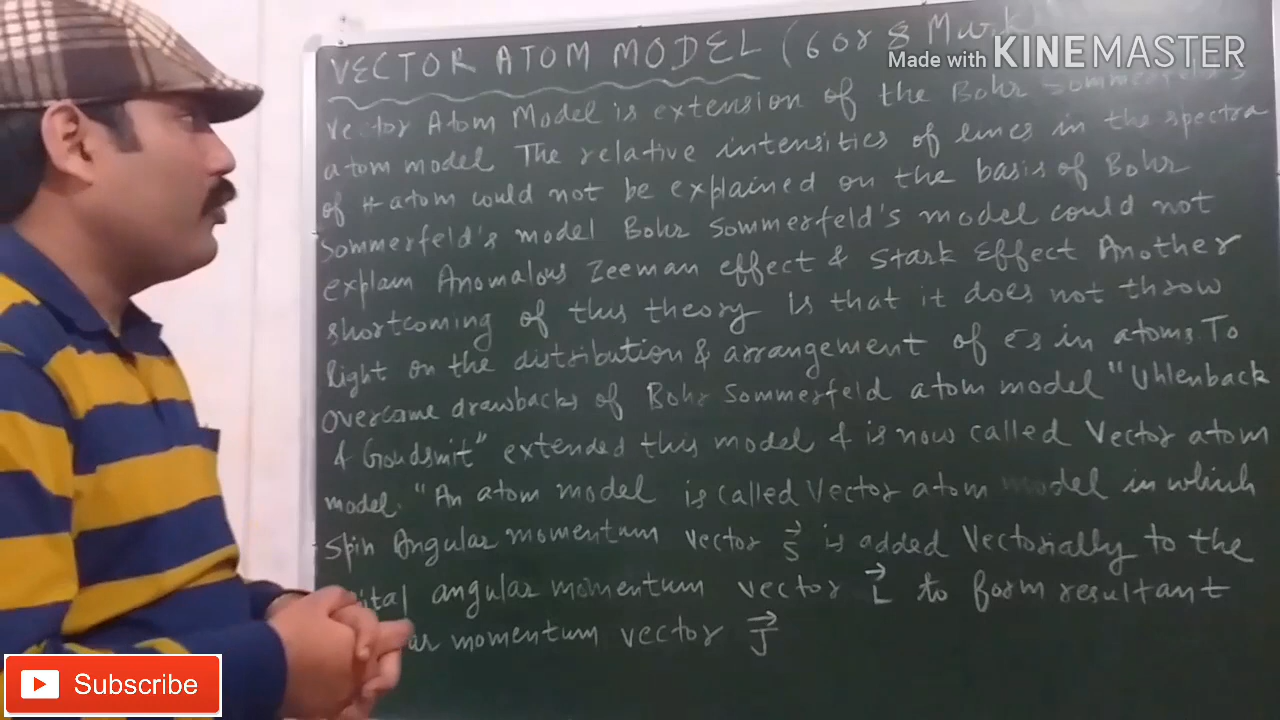 VECTOR ATOM MODEL (6 or 8 Mark
Made with KINEMASTER
Vector Atom Model is extension of the Bohr Sommerfeld's
atom model The relative intensities of lines in the spectra
of H atom could not be explained on the basis of Bohr
Sommerfeld's model Bohr Sommerfeld's model could not
explain Anomalous Zeeman effect & Stark Effect Another
shortcoming of this theory is that it does not throw
light on the distribution & arrangement of e⁻s in atoms. To
overcome drawbacks of Bohr Sommerfeld atom model "Uhlenback
& Goudsmit" extended this model & is now called Vector atom
model. "An atom model is called Vector atom model in which
Spin Angular momentum vector S⃗ is added Vectorially to the
angular momentum vector L⃗ to form resultant
momentum vector J⃗
Subscribe